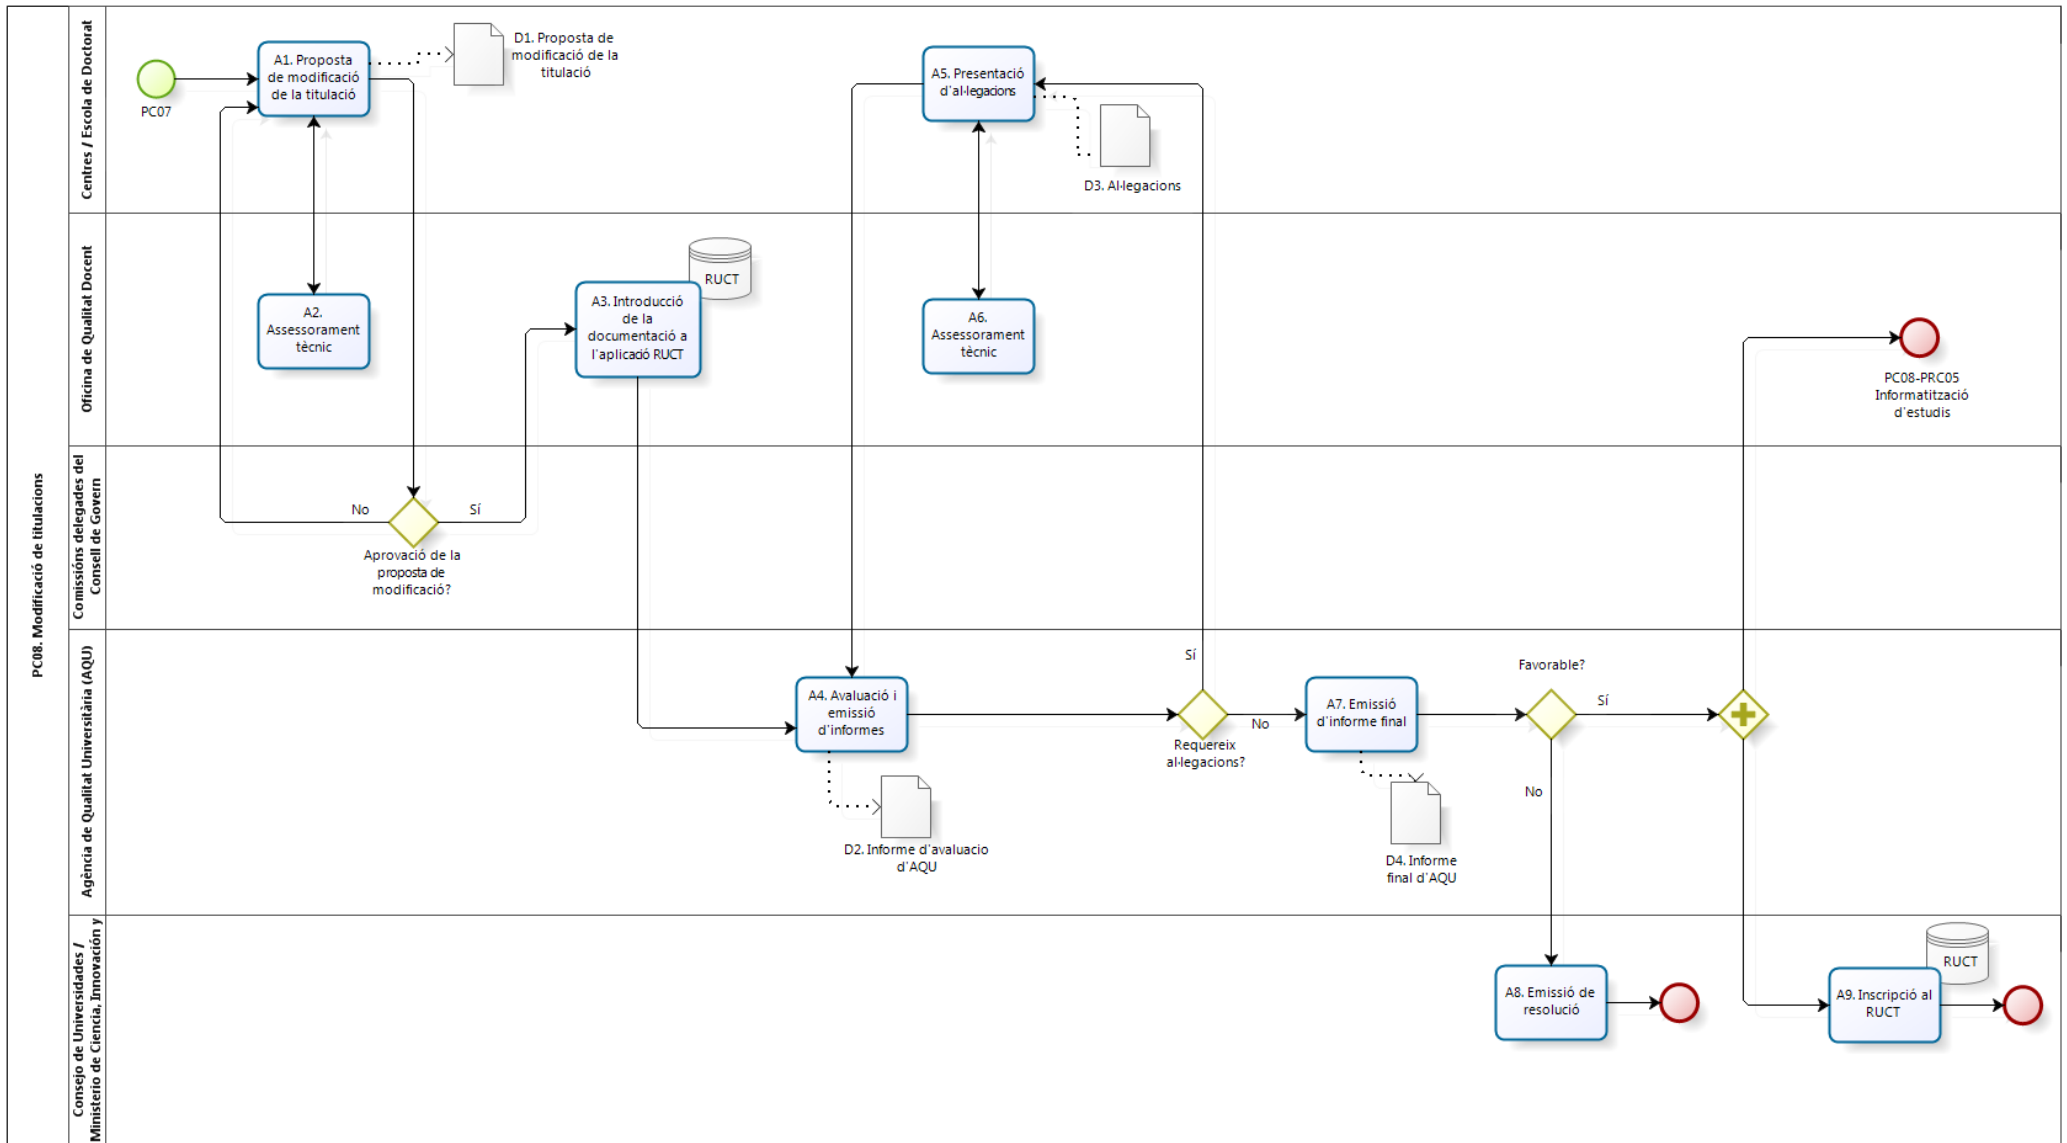 PC08. Modificació de titulacions
Centres / Escola de Doctorat
PC07
A1. Proposta
de modificació
de la titulació
D1. Proposta de
modificació de la
titulació
A5. Presentació
d'al·legacions
D3. Al·legacions
Oficina de Qualitat Docent
A2.
Assessorament
tècnic
A3. Introducció
de la
documentació a
l'aplicació RUCT
RUCT
A6.
Assessorament
tècnic
PC08-PRC05
Informatització
d'estudis
Comissións delegades del
Consell de Govern
No
Sí
Aprovació de la
proposta de
modificació?
Agència de Qualitat Universitària (AQU)
A4. Avaluació i
emissió
d'informes
D2. Informe d'avaluacio
d'AQU
Sí
No
Requereix
al·legacions?
A7. Emissió
d'informe final
D4. Informe
final d'AQU
Favorable?
Sí
No
Consejo de Universidades /
Ministerio de Ciencia, Innovación y
A8. Emissió de
resolució
A9. Inscripció al
RUCT
RUCT